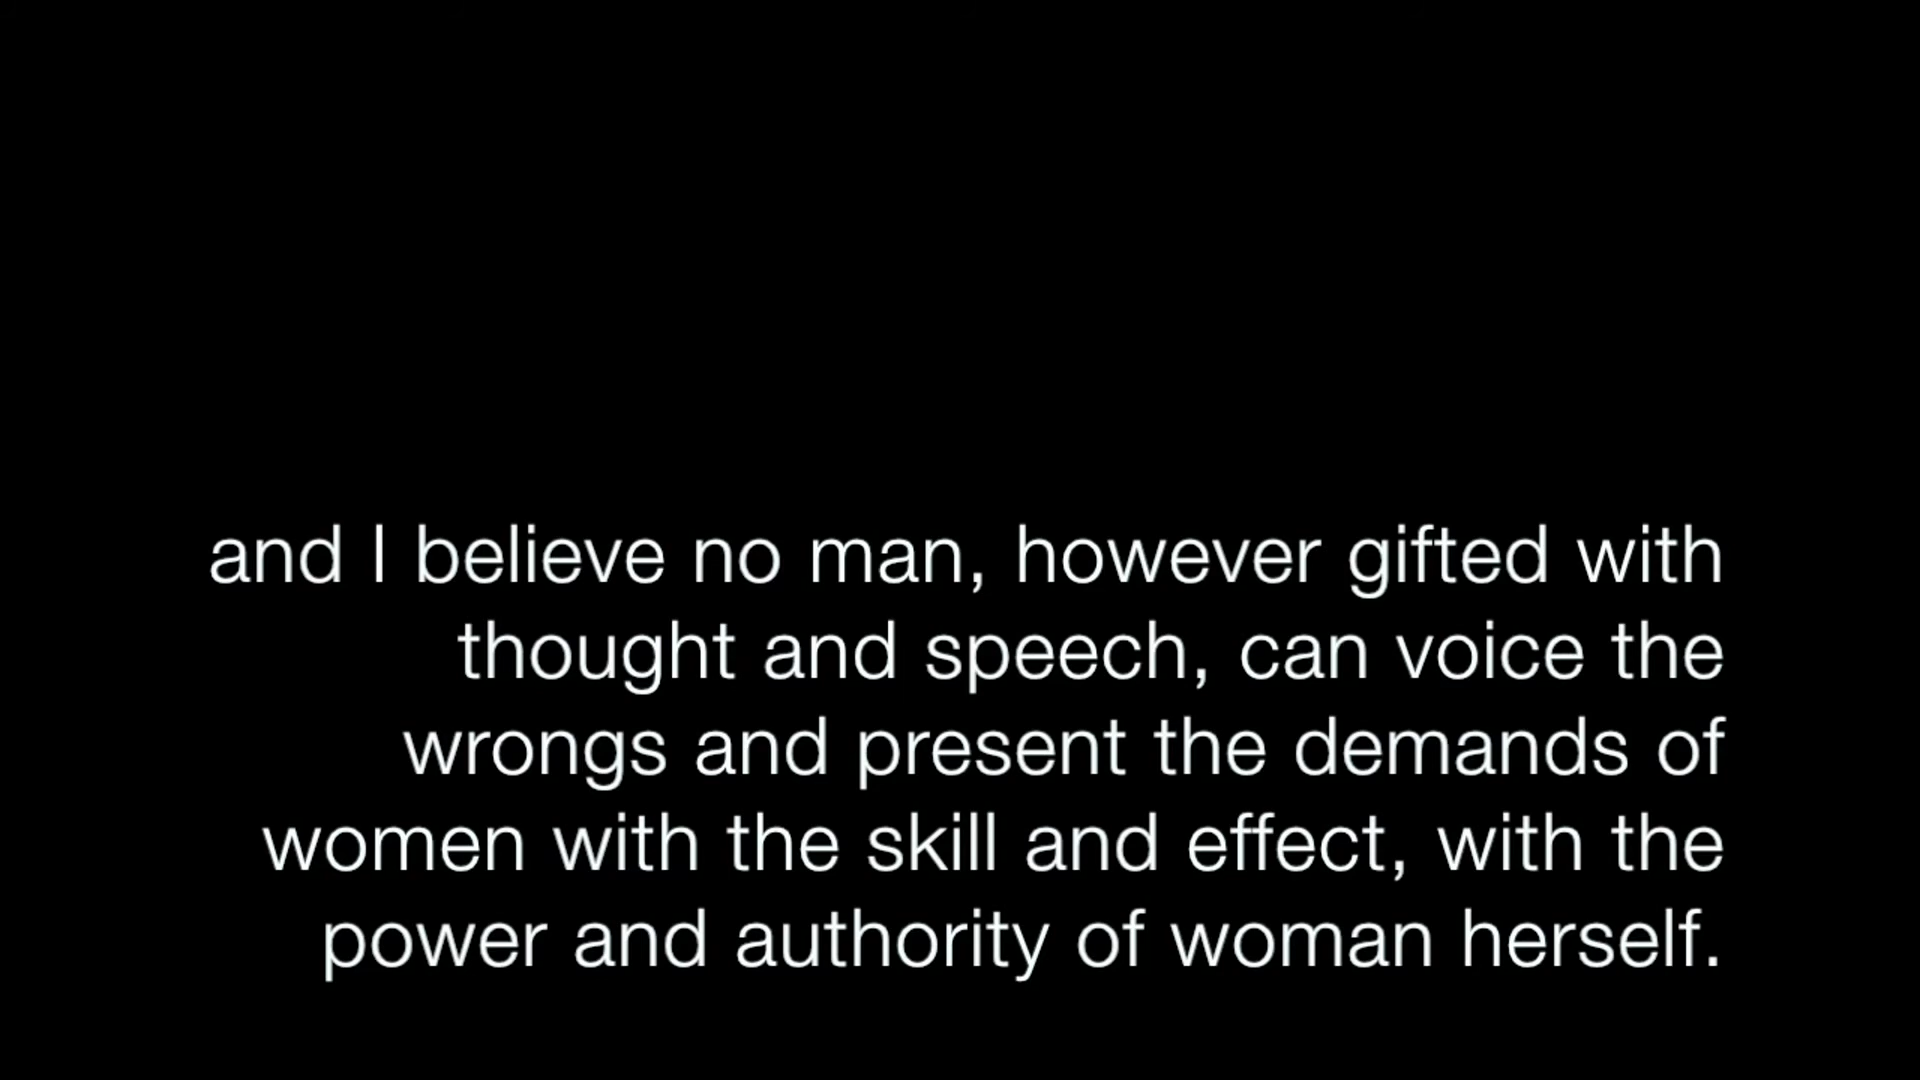 and I believe no man, however gifted with
thought and speech, can voice the
wrongs and present the demands of
women with the skill and effect, with the
power and authority of woman herself.